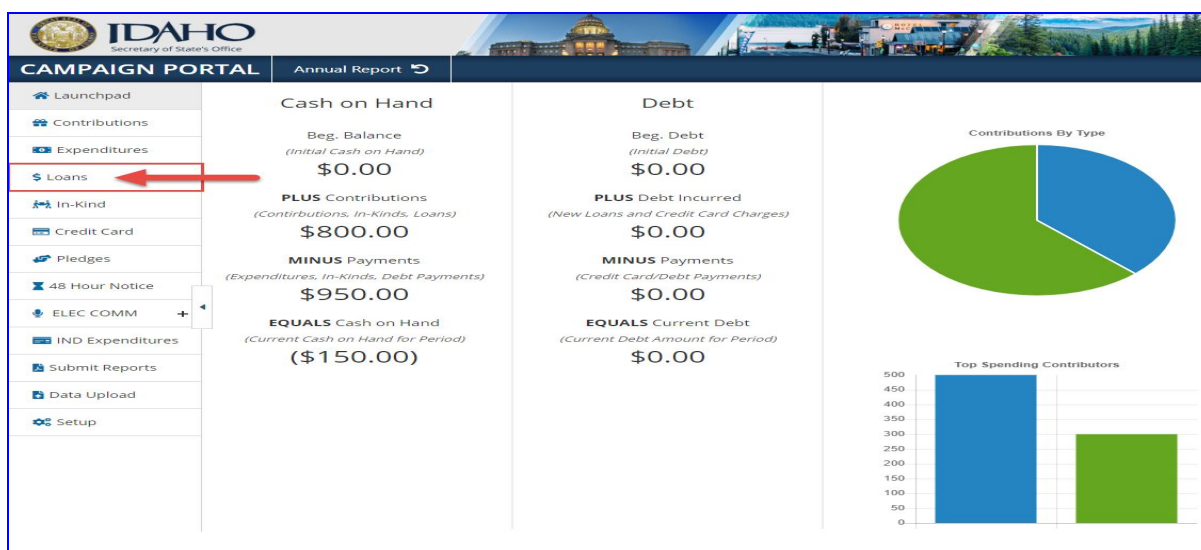 IDAHO
Secretary of State's Office
CAMPAIGN PORTAL
Annual Report
Launchpad
Contributions
Expenditures
$ Loans
In-Kind
Credit Card
Pledges
48 Hour Notice
ELEC COMM +
IND Expenditures
Submit Reports
Data Upload
Setup
Cash on Hand
Beg. Balance
(Initial Cash on Hand)
$0.00
PLUS Contributions
(Contirbutions, In-Kinds, Loans)
$800.00
MINUS Payments
(Expenditures, In-Kinds, Debt Payments)
$950.00
EQUALS Cash on Hand
(Current Cash on Hand for Period)
($150.00)
Debt
Beg. Debt
(Initial Debt)
$0.00
PLUS Debt Incurred
(New Loans and Credit Card Charges)
$0.00
MINUS Payments
(Credit Card/Debt Payments)
$0.00
EQUALS Current Debt
(Current Debt Amount for Period)
$0.00
Contributions By Type
Top Spending Contributors
500
450
400
350
300
250
200
150
100
50
0